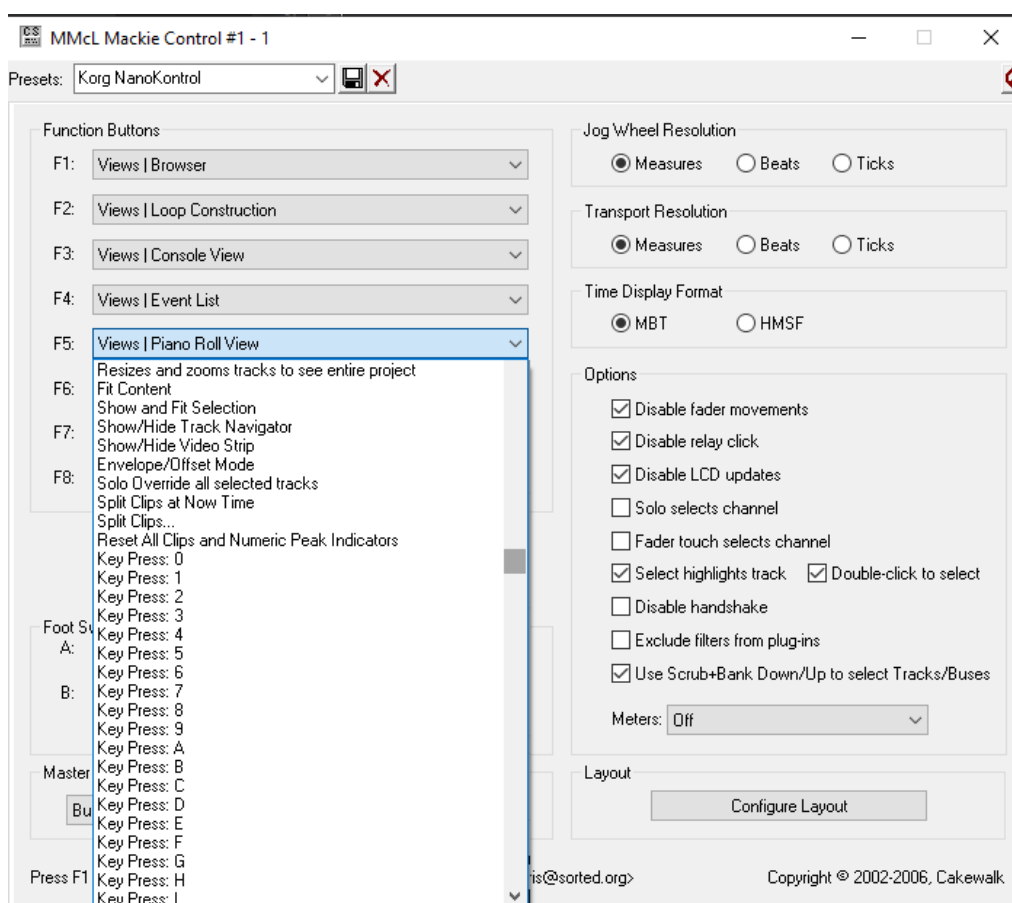 MMcL Mackie Control #1 - 1
Presets: Korg NanoKontrol
Function Buttons
F1: Views | Browser
F2: Views | Loop Construction
F3: Views | Console View
F4: Views | Event List
F5: Views | Piano Roll View
Resizes and zooms tracks to see entire project
F6: Fit Content
Show and Fit Selection
F7: Show/Hide Track Navigator
Show/Hide Video Strip
Envelope/Offset Mode
F8: Solo Override all selected tracks
Split Clips at Now Time
Split Clips...
Reset All Clips and Numeric Peak Indicators
Key Press: 0
Key Press: 1
Key Press: 2
Key Press: 3
Foot
Key Press: 4
A: Key Press: 5
Key Press: 6
B: Key Press: 7
Key Press: 8
Key Press: 9
Key Press: A
Master Key Press: B
Key Press: C
Bu Key Press: D
Key Press: E
Key Press: F
Key Press: G
Press F1 Key Press: H
Key Press: I
Jog Wheel Resolution
Measures Beats Ticks
Transport Resolution
Measures Beats Ticks
Time Display Format
MBT HMSF
Options
Disable fader movements
Disable relay click
Disable LCD updates
Solo selects channel
Fader touch selects channel
Select highlights track Double-click to select
Disable handshake
Exclude filters from plug-ins
Use Scrub+Bank Down/Up to select Tracks/Buses
Meters: Off
Layout
Configure Layout
ris@sorted.org> Copyright © 2002-2006, Cakewalk